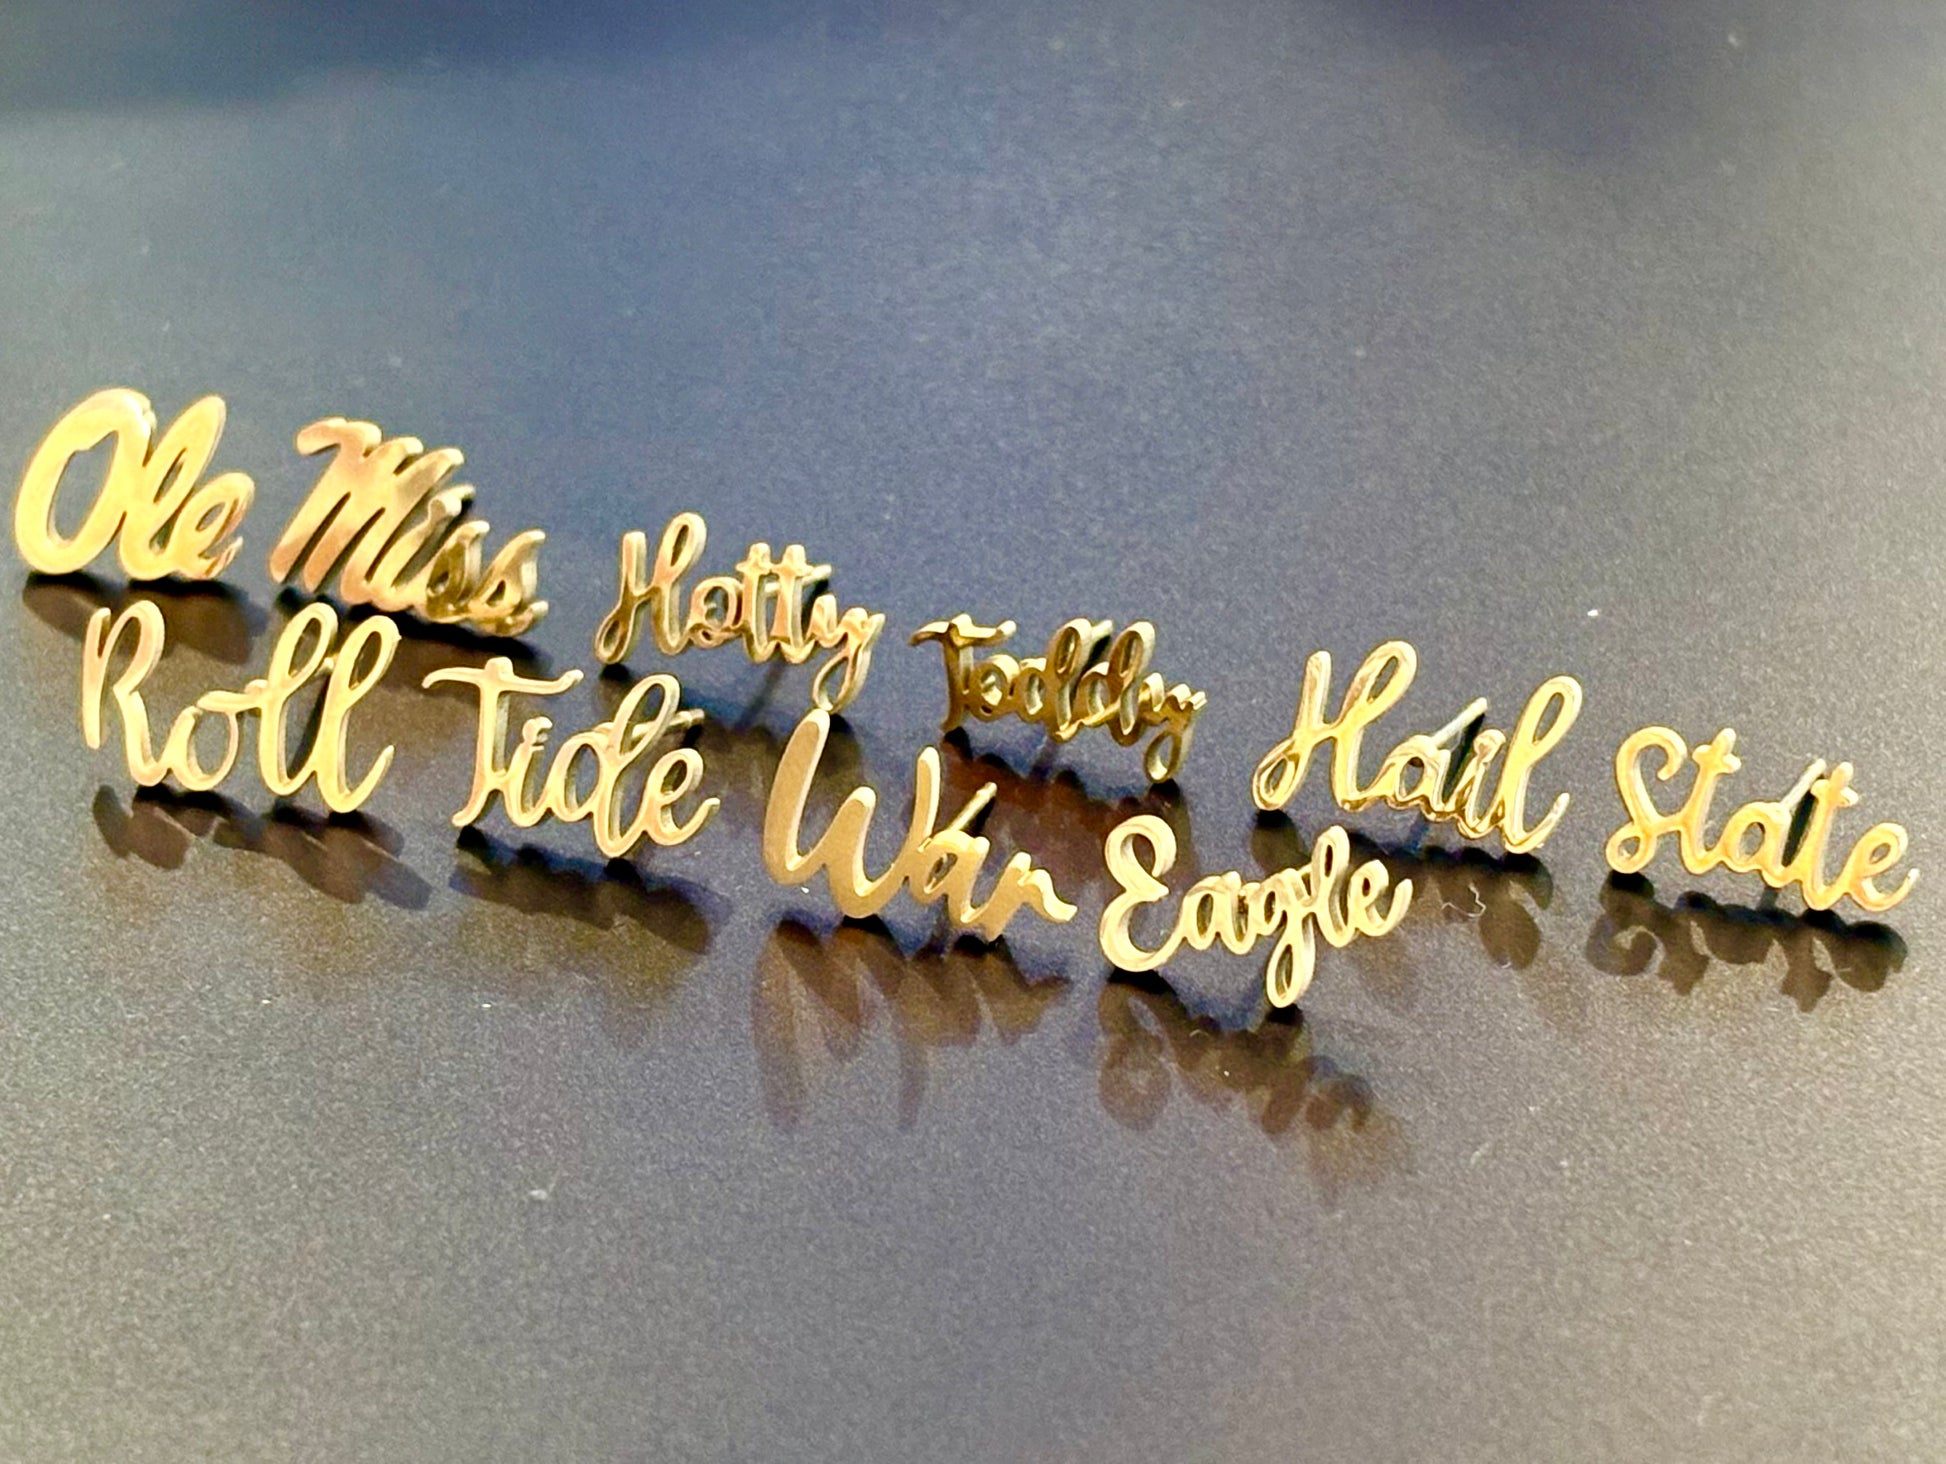 Ole Miss Hotty Toddy Hail State
Roll Tide War Eagle